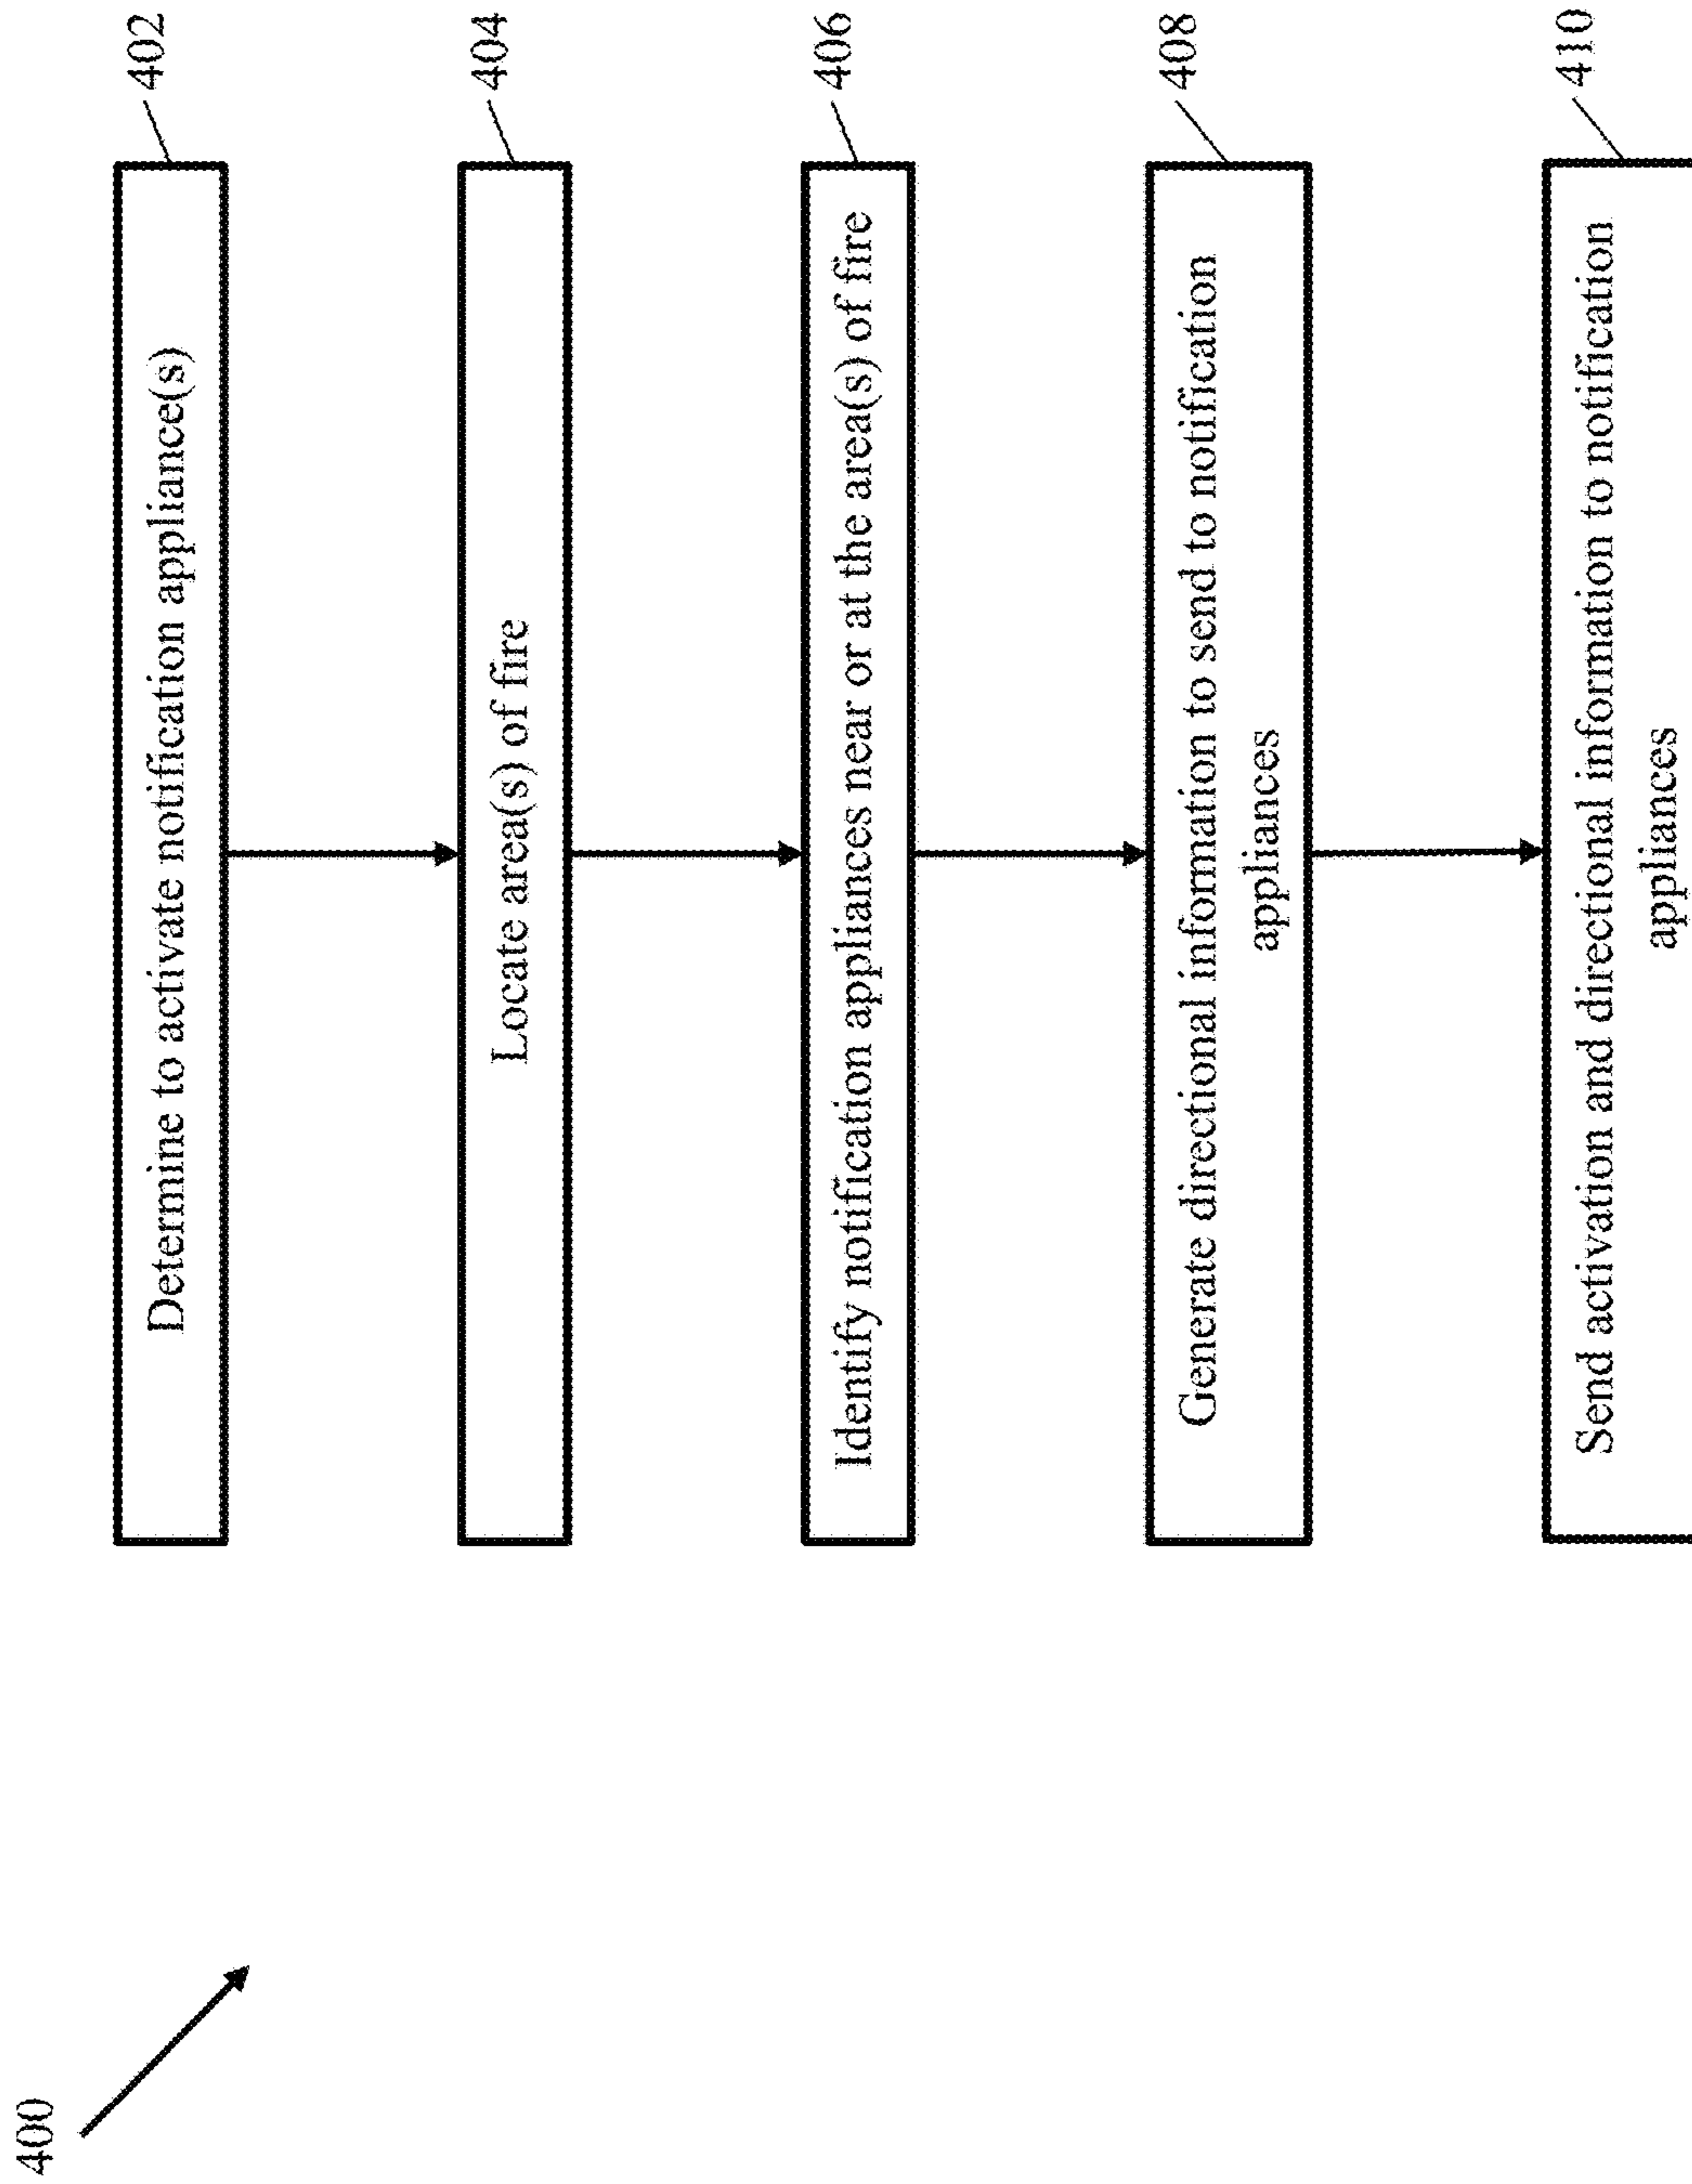 400
Determine to activate notification appliance(s)
402
Locate area(s) of fire
404
Identify notification appliances near or at the area(s) of fire
406
Generate directional information to send to notification
appliances
408
Send activation and directional information to notification
appliances
410